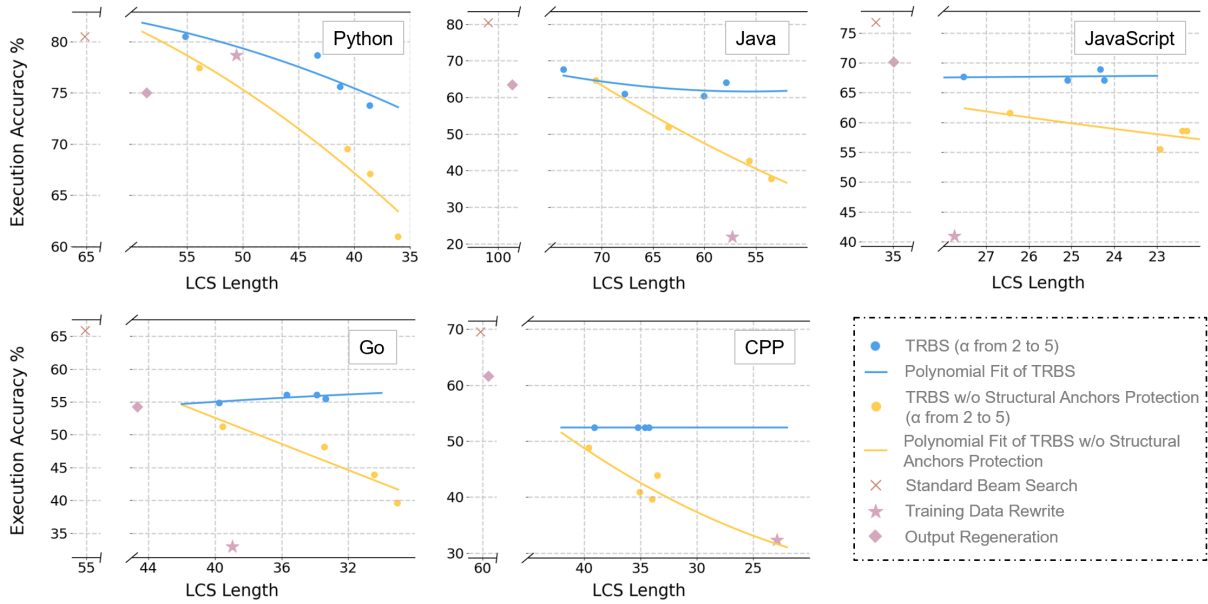 Python
Execution Accuracy %
80
75
70
65
60
65
55
50
45
40
35
LCS Length
Java
80
70
60
50
40
30
20
100
70
65
60
55
LCS Length
JavaScript
75
70
65
60
55
50
45
40
35
27
26
25
24
23
LCS Length
Go
Execution Accuracy %
65
60
55
50
45
40
35
55
44
40
36
32
LCS Length
CPP
70
60
50
40
30
60
40
35
30
25
LCS Length
TRBS (α from 2 to 5)
Polynomial Fit of TRBS
TRBS w/o Structural Anchors Protection
(α from 2 to 5)
Polynomial Fit of TRBS w/o Structural
Anchors Protection
Standard Beam Search
Training Data Rewrite
Output Regeneration